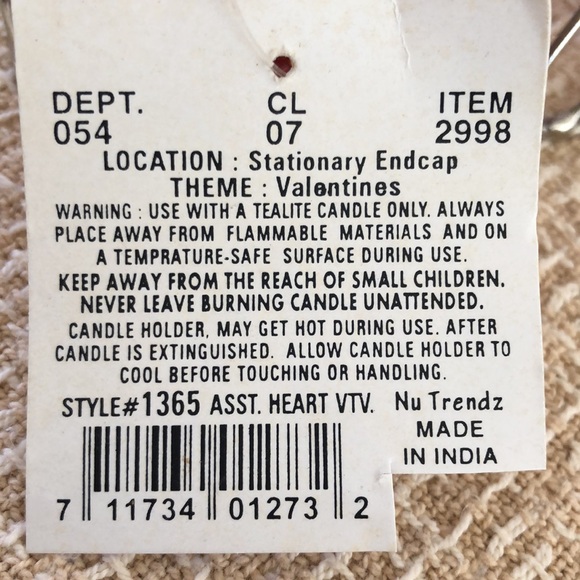 DEPT. CL ITEM
054 07 2998
LOCATION : Stationary Endcap
THEME : Valentines
WARNING : USE WITH A TEALITE CANDLE ONLY. ALWAYS
PLACE AWAY FROM FLAMMABLE MATERIALS AND ON
A TEMPRATURE-SAFE SURFACE DURING USE.
KEEP AWAY FROM THE REACH OF SMALL CHILDREN.
NEVER LEAVE BURNING CANDLE UNATTENDED.
CANDLE HOLDER, MAY GET HOT DURING USE. AFTER
CANDLE IS EXTINGUISHED. ALLOW CANDLE HOLDER TO
COOL BEFORE TOUCHING OR HANDLING.
STYLE#1365 ASST. HEART VTV. Nu Trendz
MADE
IN INDIA
7 11734 01273 2